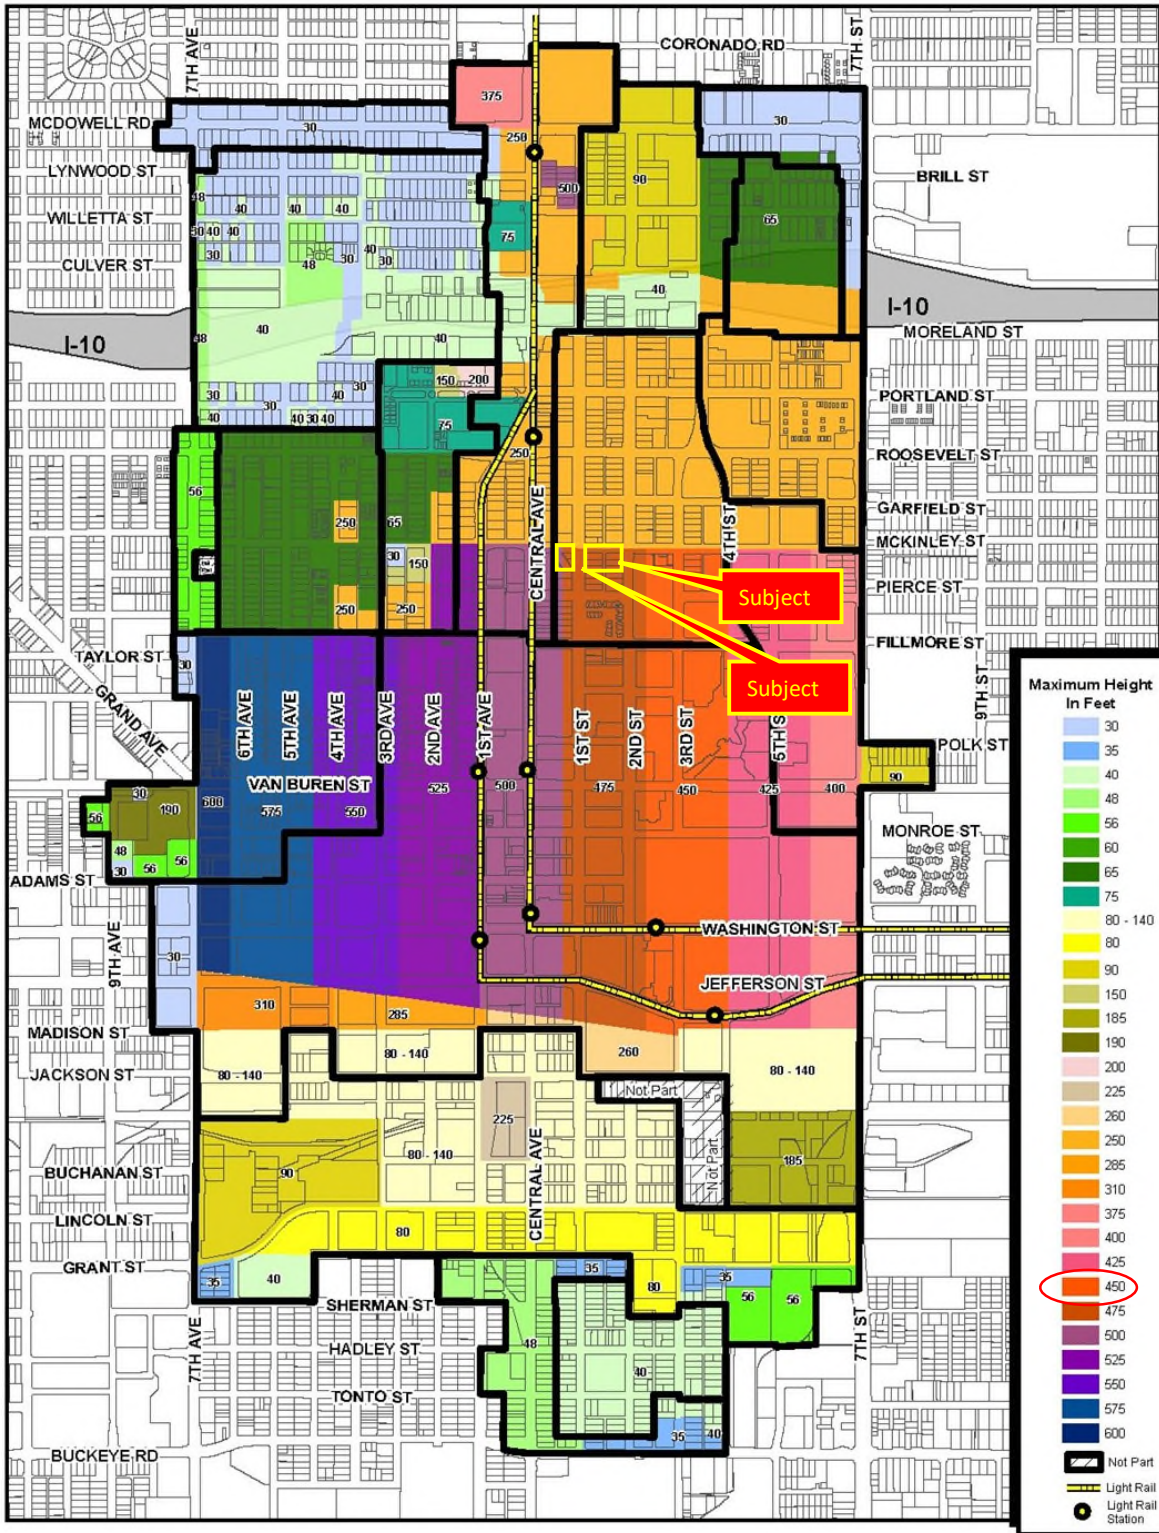 CORONADO RD
7TH AVE
7TH ST
375
MCDOWELL RD
30
250
30
LYNWOOD ST
90
BRILL ST
48
40
40
40
40
500
WILLETTA ST
65
30
40
40
75
CULVER ST
30
48
30
40
30
40
I-10
I-10
48
40
40
MORELAND ST
150
200
30
40
30
PORTLAND ST
30
40
40
30
40
75
250
ROOSEVELT ST
56
CENTRAL AVE
GARFIELD ST
250
65
4TH ST
MCKINLEY ST
30
150
PIERCE ST
Subject
250
250
FILLMORE ST
TAYLOR ST
30
Subject
9TH ST
GRAND AVE
6TH AVE
5TH AVE
4TH AVE
3RD AVE
2ND AVE
1ST AVE
1ST ST
2ND ST
3RD ST
5TH S
POLK ST
90
VAN BUREN ST
30
190
600
575
550
525
500
475
450
425
400
56
MONROE ST
48
56
56
30
ADAMS ST
9TH AVE
WASHINGTON ST
30
JEFFERSON ST
310
285
MADISON ST
80 - 140
260
JACKSON ST
80 - 140
80 - 140
Not Part
225
CENTRAL AVE
BUCHANAN ST
90
80 - 140
Not Part
185
LINCOLN ST
80
GRANT ST
35
40
35
80
35
56
56
SHERMAN ST
7TH AVE
48
7TH ST
HADLEY ST
40
TONTO ST
35
40
BUCKEYE RD
Maximum Height
In Feet
30
35
40
48
56
60
65
75
80 - 140
80
90
150
185
190
200
225
260
250
285
310
375
400
425
450
475
500
525
550
575
600
Not Part
Light Rail
Light Rail
Station